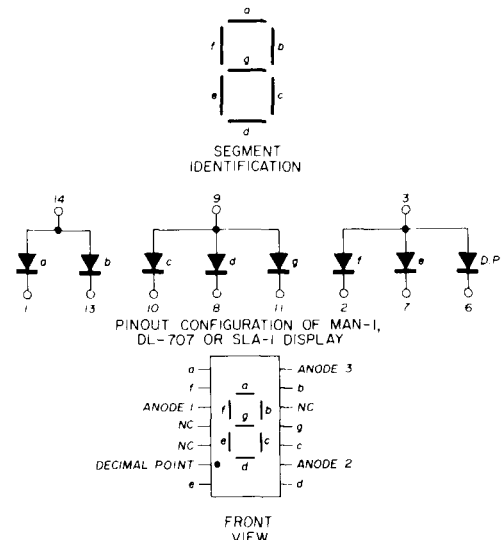 a
f b
g
e c
d
SEGMENT
IDENTIFICATION
14 9 3
a b c d g f e D.P.
1 13 10 8 11 2 7 6
PINOUT CONFIGURATION OF MAN-1,
DL-707 OR SLA-1 DISPLAY
a ANODE 3
f a b
ANODE 1 f b NC
NC g g
NC e c c
DECIMAL POINT d ANODE 2
e d
FRONT
VIEW